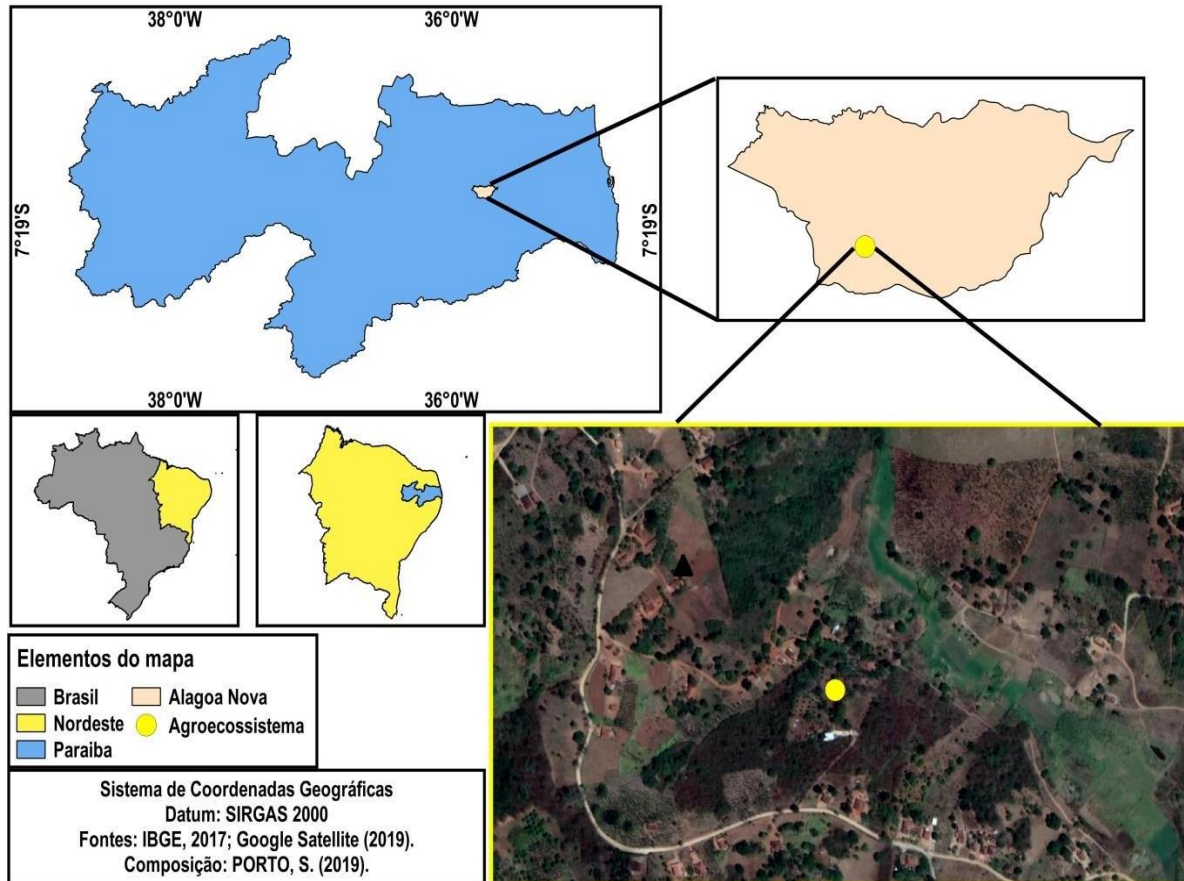 38°0'W
36°0'W
7°19'S
7°19'S
38°0'W
36°0'W
Elementos do mapa
Brasil
Alagoa Nova
Nordeste
Agroecossistema
Paraiba
Sistema de Coordenadas Geográficas
Datum: SIRGAS 2000
Fontes: IBGE, 2017; Google Satellite (2019).
Composição: PORTO, S. (2019).